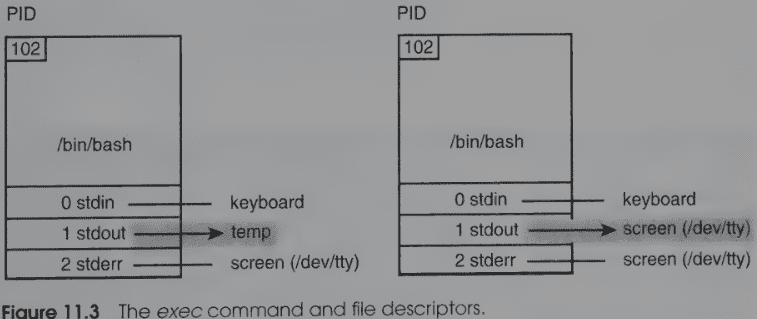 PID
102
/bin/bash
0 stdin keyboard
1 stdout temp
2 stderr screen (/dev/tty)
PID
102
/bin/bash
0 stdin keyboard
1 stdout screen (/dev/tty)
2 stderr screen (/dev/tty)
Figure 11.3 The exec command and file descriptors.